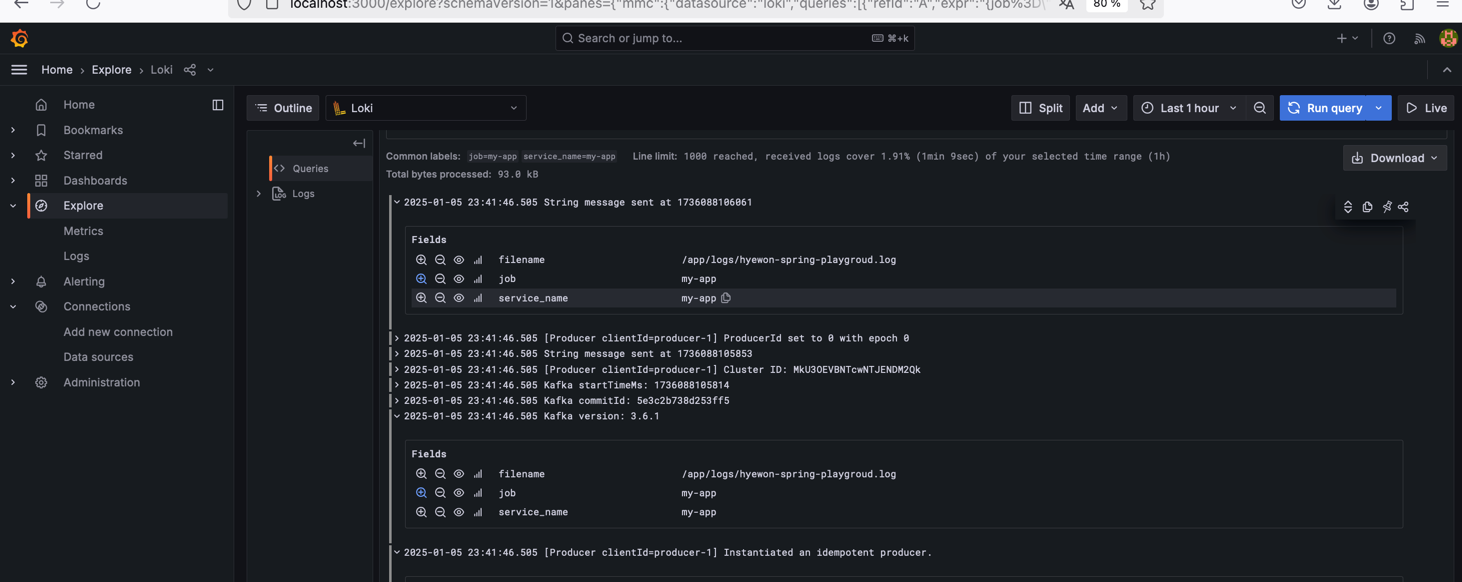 localhost:3000/explore?schemaVersion=1&panes={"mmc":{"datasource":"loki","queries":[{"refId":"A","expr":"{job%3D\"
80 %
Search or jump to...
⌘+k
Home › Explore › Loki
Home
Bookmarks
Starred
Dashboards
Explore
Metrics
Logs
Alerting
Connections
Add new connection
Data sources
Administration
Outline
Loki
Split
Add
Last 1 hour
Run query
Live
Queries
Logs
Common labels: job=my-app service_name=my-app Line limit: 1000 reached, received logs cover 1.91% (1min 9sec) of your selected time range (1h)
Total bytes processed: 93.0 kB
Download
2025-01-05 23:41:46.505 String message sent at 1736088106061
Fields
filename /app/logs/hyewon-spring-playgroud.log
job my-app
service_name my-app
2025-01-05 23:41:46.505 [Producer clientId=producer-1] ProducerId set to 0 with epoch 0
2025-01-05 23:41:46.505 String message sent at 1736088105853
2025-01-05 23:41:46.505 [Producer clientId=producer-1] Cluster ID: MkU3OEVBNTcwNTJENDM2Qk
2025-01-05 23:41:46.505 Kafka startTimeMs: 1736088105814
2025-01-05 23:41:46.505 Kafka commitId: 5e3c2b738d253ff5
2025-01-05 23:41:46.505 Kafka version: 3.6.1
Fields
filename /app/logs/hyewon-spring-playgroud.log
job my-app
service_name my-app
2025-01-05 23:41:46.505 [Producer clientId=producer-1] Instantiated an idempotent producer.